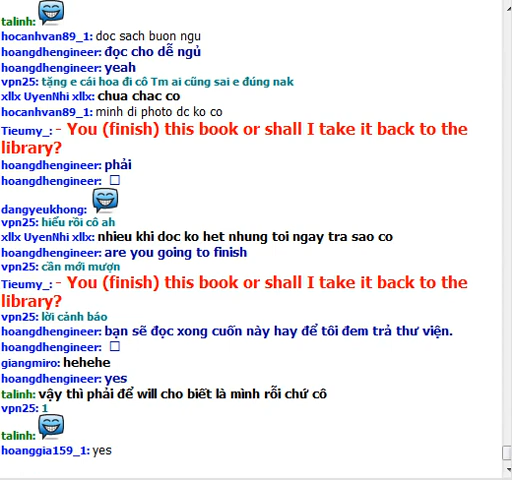 talinh:
hocanhvan89_1: doc sach buon ngu
hoangdhengineer: đọc cho dễ ngủ
hoangdhengineer: yeah
vpn25: tặng e cái hoa đi cô Tm ai cũng sai e đúng nak
xllx UyenNhi xllx: chua chac co
hocanhvan89_1: minh di photo dc ko co
Tieumy_: - You (finish) this book or shall I take it back to the
library?
hoangdhengineer: phải
hoangdhengineer: □
dangyeukhong:
vpn25: hiểu rồi cô ah
xllx UyenNhi xllx: nhieu khi doc ko het nhung toi ngay tra sao co
hoangdhengineer: are you going to finish
vpn25: cần mới mượn
Tieumy_: - You (finish) this book or shall I take it back to the
library?
vpn25: lời cảnh báo
hoangdhengineer: bạn sẽ đọc xong cuốn này hay để tôi đem trả thư viện.
hoangdhengineer: □
giangmiro: hehehe
hoangdhengineer: yes
talinh: vậy thì phải để will cho biết là mình rỗi chứ cô
vpn25: 1
talinh:
hoanggia159_1: yes